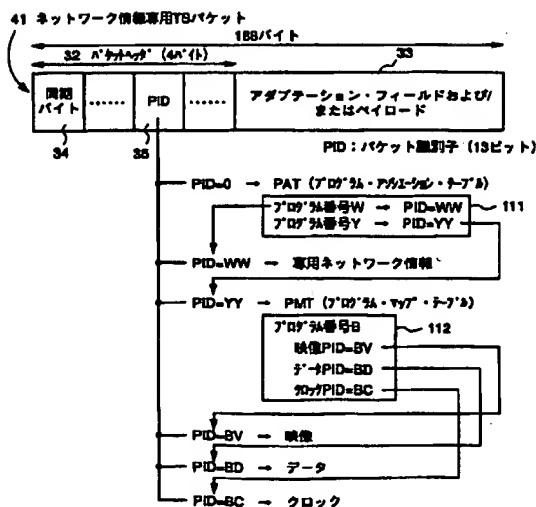 41 ネットワーク情報専用TSパケット
188バイト
32 パケットヘッダ (4バイト)
33
同期バイト
……
PID
……
アダプテーション・フィールドおよび/またはペイロード
34
35
PID:パケット識別子 (13ビット)
PID=0 → PAT (プログラム・アソシエーション・テーブル)
プログラム番号W → PID=WW
111
プログラム番号Y → PID=YY
PID=WW → 専用ネットワーク情報
PID=YY → PMT (プログラム・マップ・テーブル)
プログラム番号B
112
映像PID=BV
データPID=BD
クロックPID=BC
PID=BV → 映像
PID=BD → データ
PID=BC → クロック